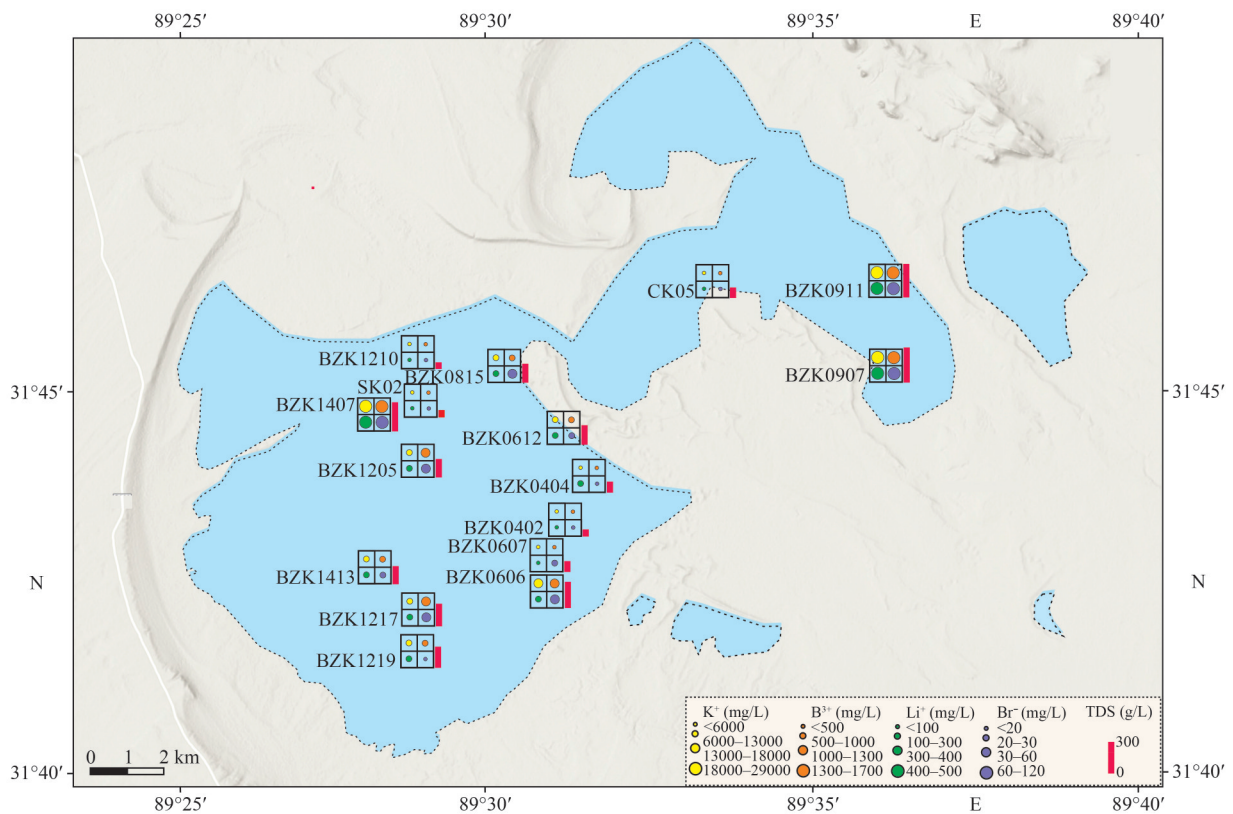 89°25′ 89°30′ 89°35′ E 89°40′
CK05
BZK0911
BZK1210
BZK0815
BZK0907
31°45′ 31°45′
SK02
BZK1407
BZK0612
BZK1205
BZK0404
BZK0402
BZK0607
BZK1413
BZK0606
N N
BZK1217
BZK1219
K⁺ (mg/L) B³⁺ (mg/L) Li⁺ (mg/L) Br⁻ (mg/L) TDS (g/L)
<6000 <500 <100 <20
6000–13000 500–1000 100–300 20–30 300
13000–18000 1000–1300 300–400 30–60
18000–29000 1300–1700 400–500 60–120 0
0 1 2 km
31°40′ 31°40′
89°25′ 89°30′ 89°35′ E 89°40′